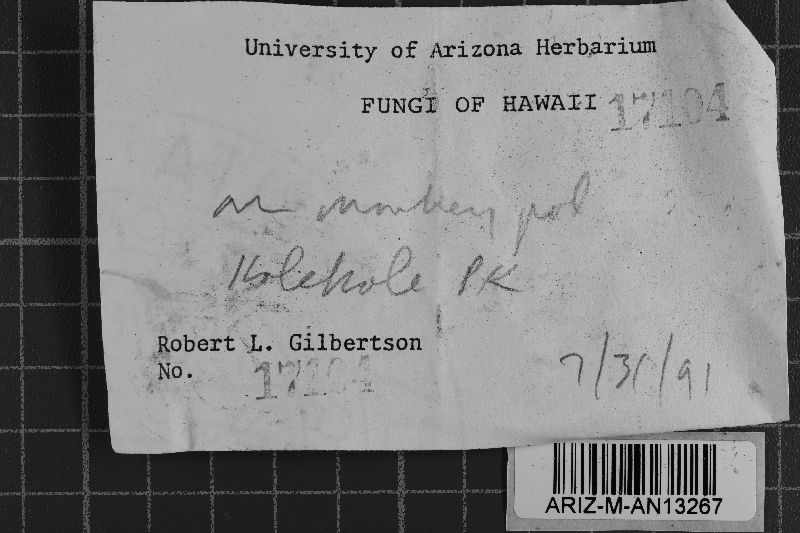 University of Arizona Herbarium
FUNGI OF HAWAII 17104
on monkey pod
Kolekole PK
Robert L. Gilbertson
No. 17104
7/31/91
ARIZ-M-AN13267